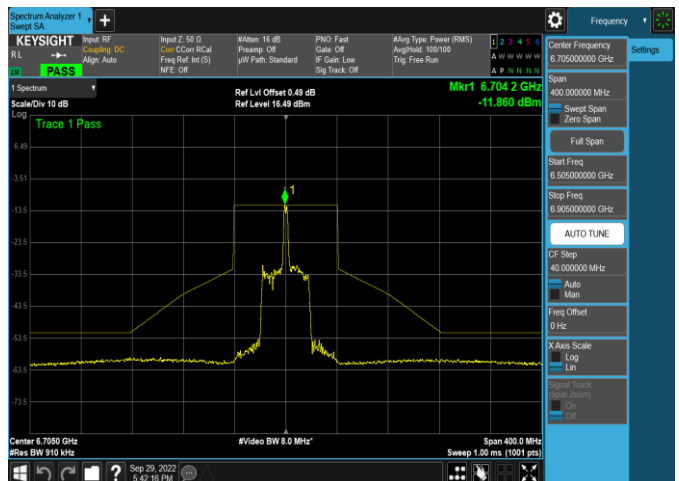 Spectrum Analyzer 1
Swept SA
Frequency
KEYSIGHT
R L
LW
PASS
Input: RF
Coupling: DC
Align: Auto
Input Z: 50 Ω
Corr CCorr RCal
Freq Ref: Int (S)
NFE: Off
#Atten: 16 dB
Preamp: Off
µW Path: Standard
PNO: Fast
Gate: Off
IF Gain: Low
Sig Track: Off
#Avg Type: Power (RMS)
Avg|Hold: 100/100
Trig: Free Run
1 2 3 4 5 6
A W W W W W
A P N N N N
1 Spectrum
Scale/Div 10 dB
Log
Ref Lvl Offset 0.49 dB
Ref Level 16.49 dBm
Mkr1 6.704 2 GHz
-11.860 dBm
Trace 1 Pass
1
6.49
-3.51
-13.5
-23.5
-33.5
-43.5
-53.5
-63.5
-73.5
Center 6.7050 GHz
#Res BW 910 kHz
#Video BW 8.0 MHz*
Span 400.0 MHz
Sweep 1.00 ms (1001 pts)
Sep 29, 2022
5:42:16 PM
Center Frequency
6.705000000 GHz
Settings
Span
400.000000 MHz
Swept Span
Zero Span
Full Span
Start Freq
6.505000000 GHz
Stop Freq
6.905000000 GHz
AUTO TUNE
CF Step
40.000000 MHz
Auto
Man
Freq Offset
0 Hz
X Axis Scale
Log
Lin
Signal Track
(Span Zoom)
On
Off